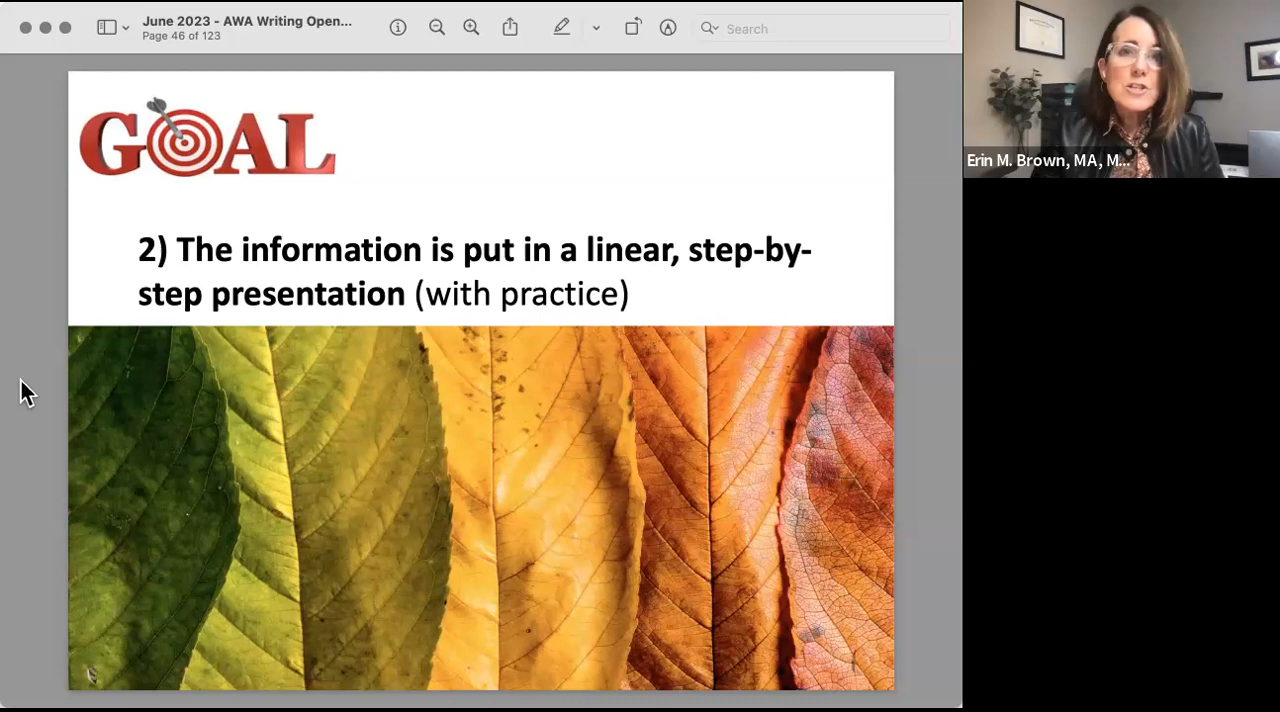 June 2023 - AWA Writing Open...
Page 46 of 123
Search
GOAL
2) The information is put in a linear, step-by-
step presentation (with practice)
Erin M. Brown, MA, M...